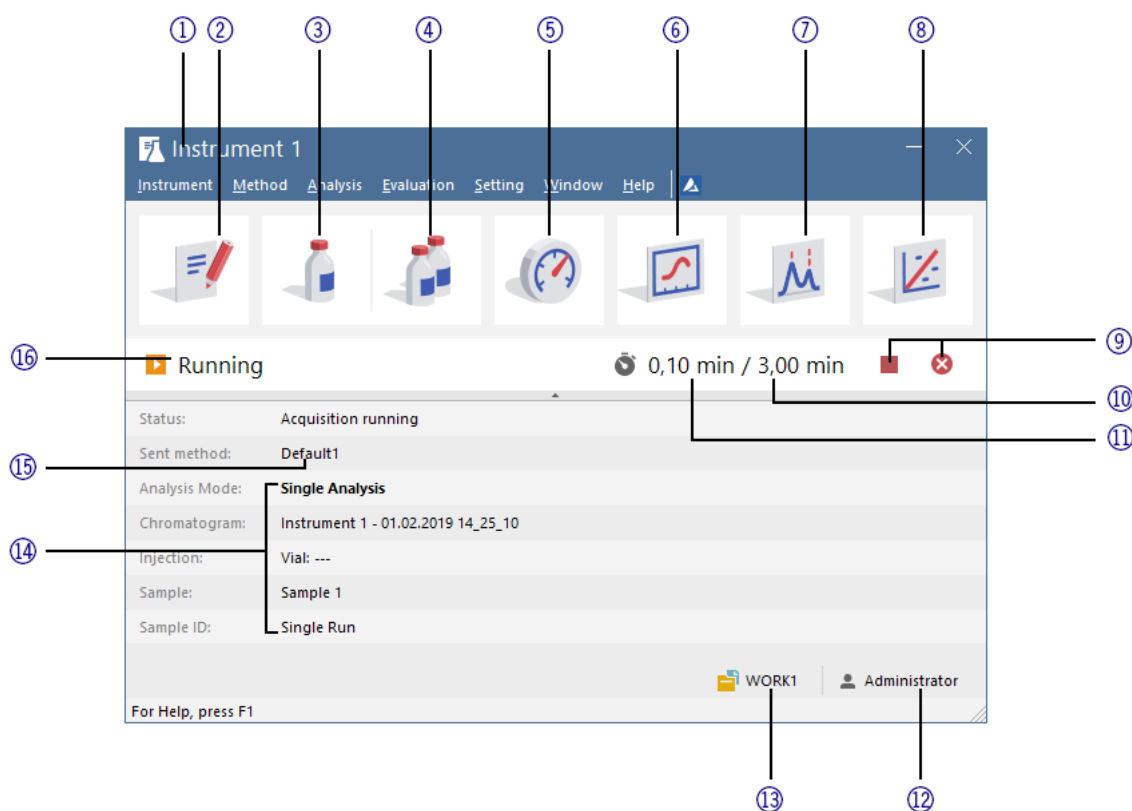 ① ② ③ ④ ⑤ ⑥ ⑦ ⑧
Instrument 1
Instrument Method Analysis Evaluation Setting Window Help
⑯ Running 0,10 min / 3,00 min ⑨
⑩
Status: Acquisition running ⑪
⑮ Sent method: Default1
Analysis Mode: Single Analysis
Chromatogram: Instrument 1 - 01.02.2019 14_25_10
⑭ Injection: Vial: ---
Sample: Sample 1
Sample ID: Single Run
WORK1 Administrator
For Help, press F1
⑬ ⑫